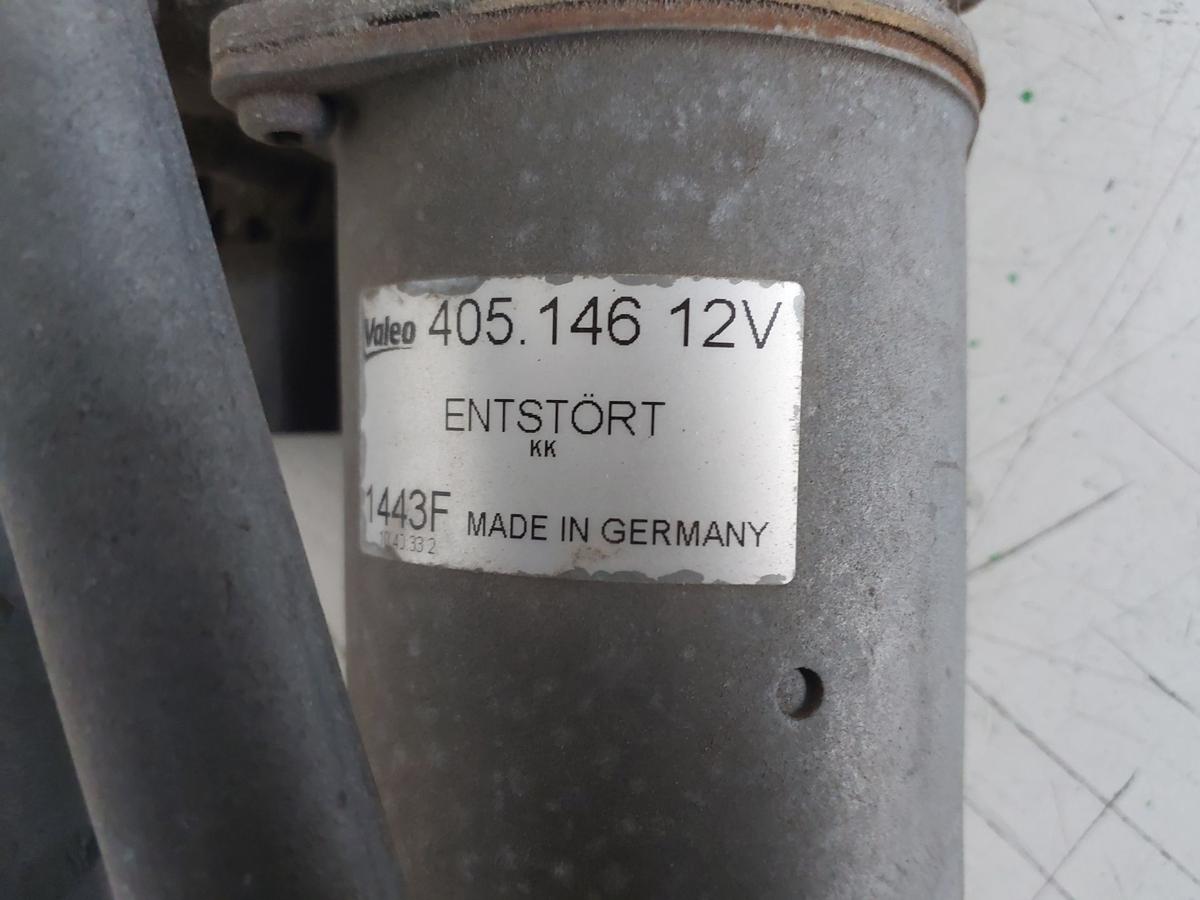 Valeo 405.146 12V
ENTSTÖRT
KK
1443F MADE IN GERMANY